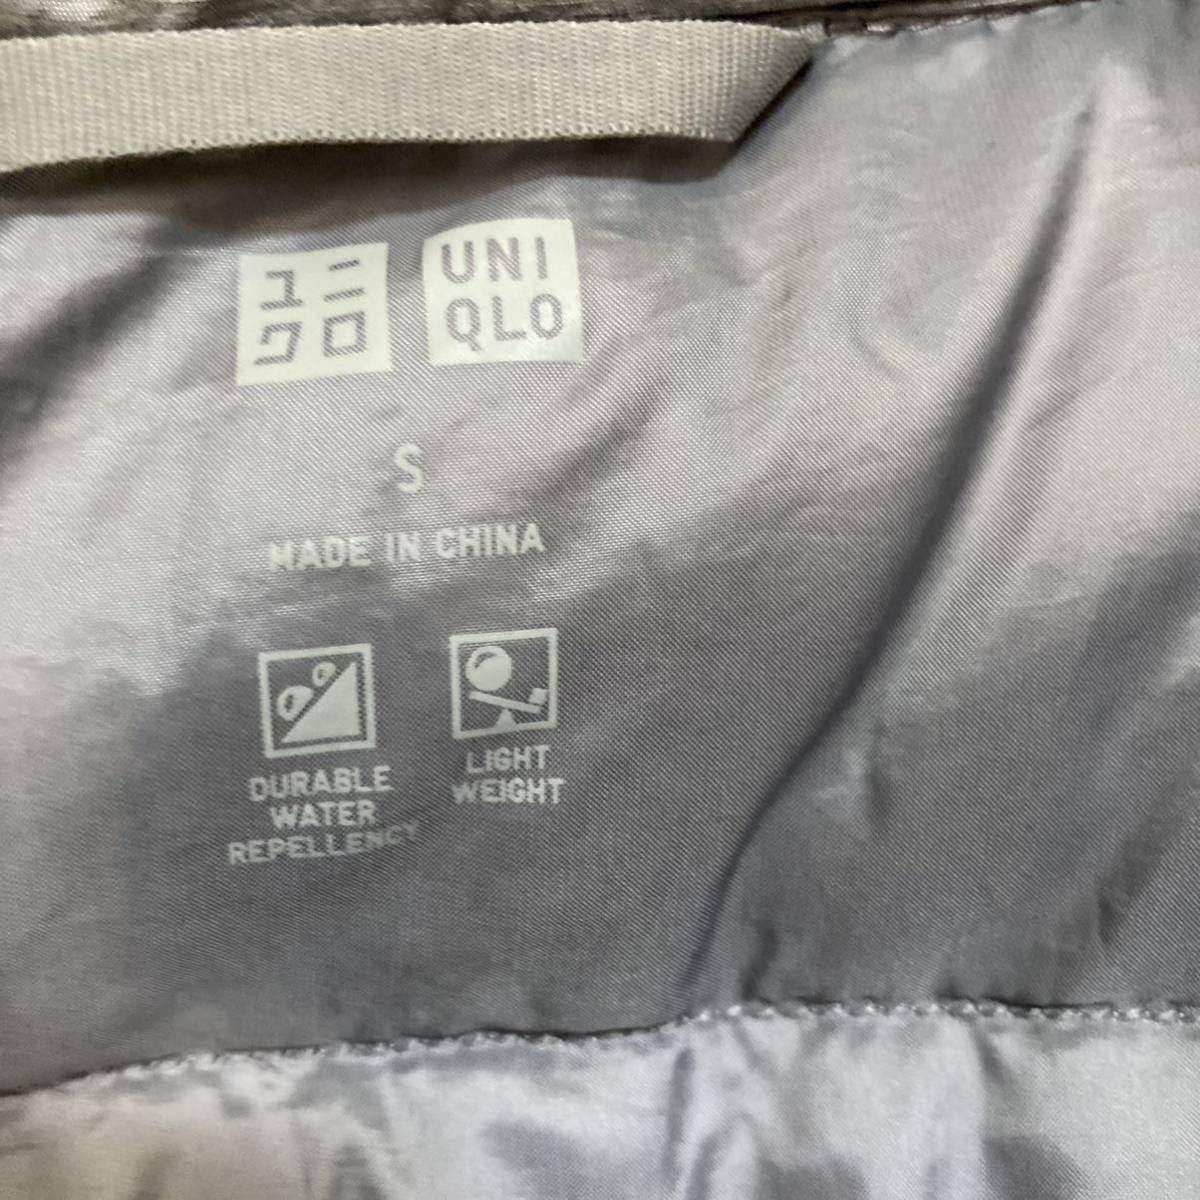 ユニ
クロ
UNI
QLO
S
MADE IN CHINA
DURABLE
WATER
REPELLENCY
LIGHT
WEIGHT